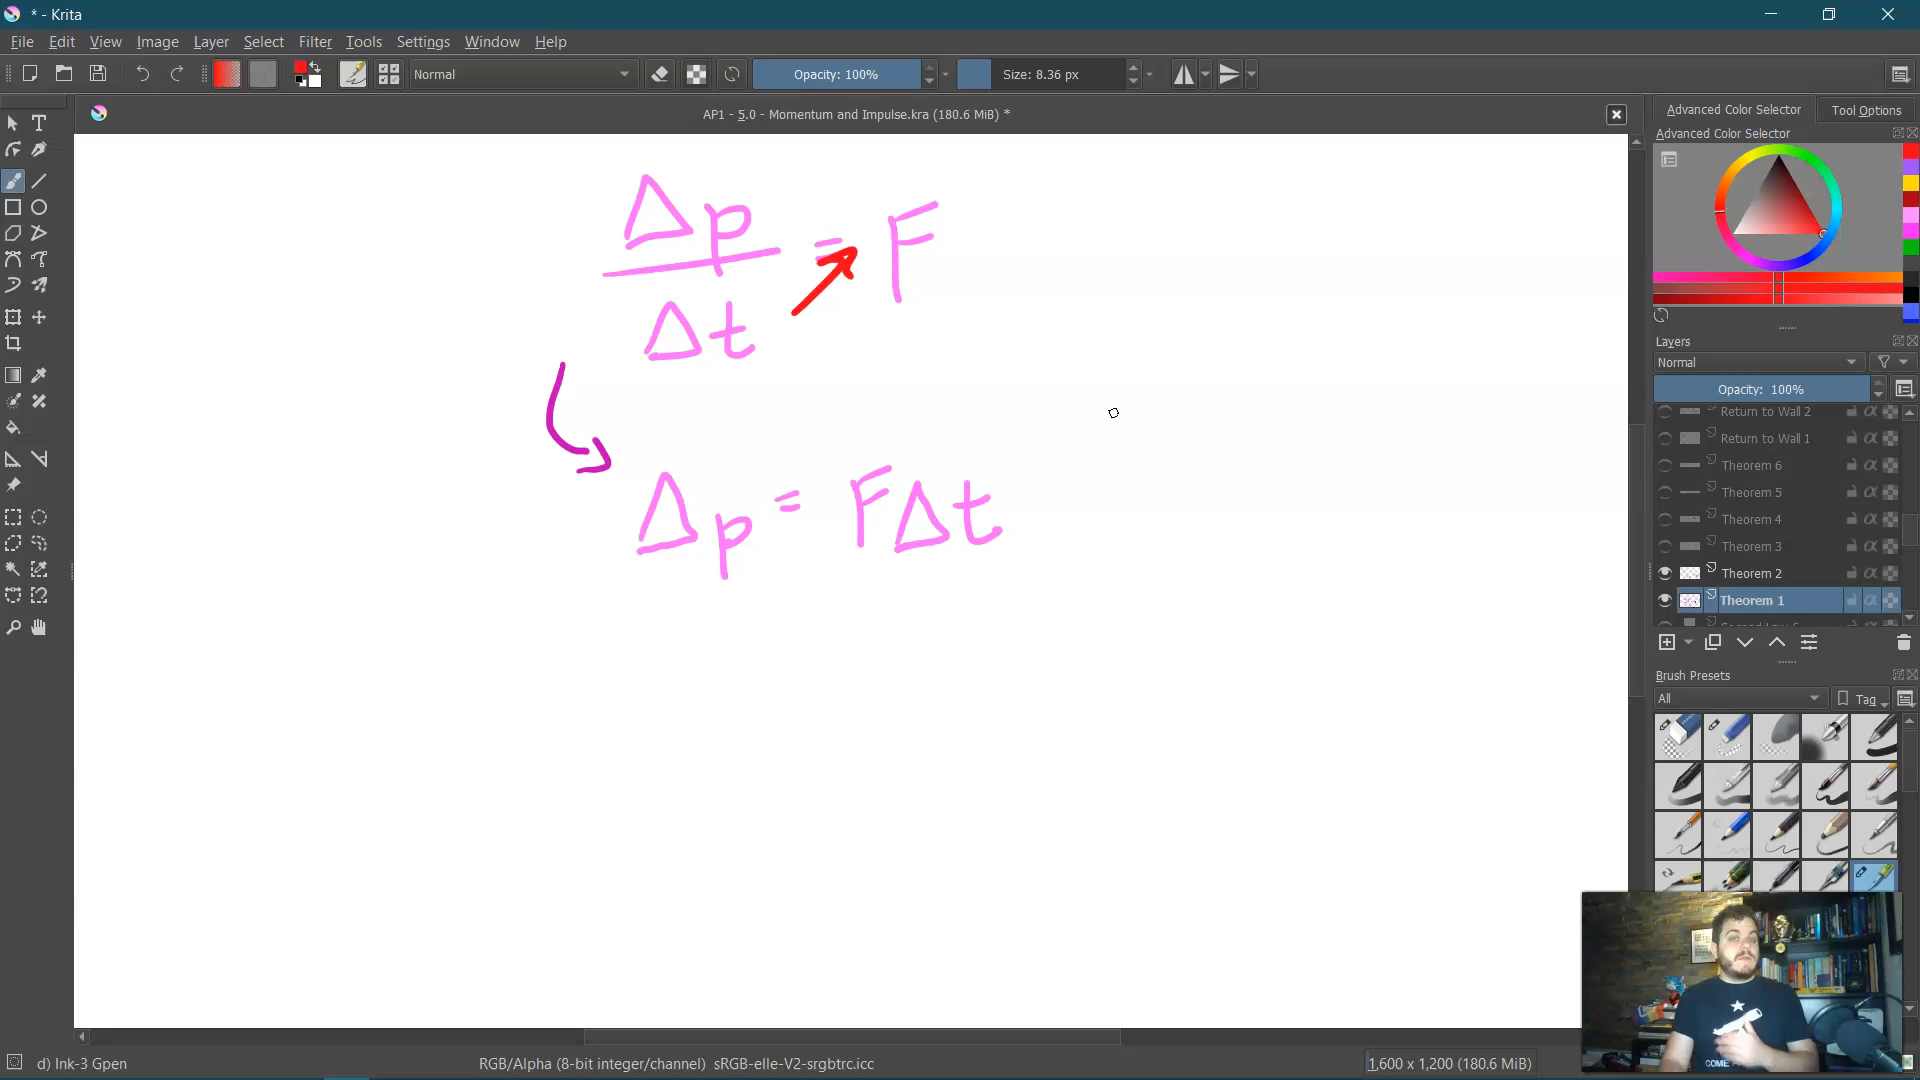 * - Krita
File Edit View Image Layer Select Filter Tools Settings Window Help
Normal Opacity: 100% Size: 8.36 px
AP1 - 5.0 - Momentum and Impulse.kra (180.6 MiB) *
Advanced Color Selector Tool Options
Advanced Color Selector
Δp
Δt
= F
Δp = FΔt
Layers
Normal
Opacity: 100%
Return to Wall 2
Return to Wall 1
Theorem 6
Theorem 5
Theorem 4
Theorem 3
Theorem 2
Theorem 1
Brush Presets
All Tag
COME
d) Ink-3 Gpen RGB/Alpha (8-bit integer/channel) sRGB-elle-V2-srgbtrc.icc 1,600 x 1,200 (180.6 MiB)